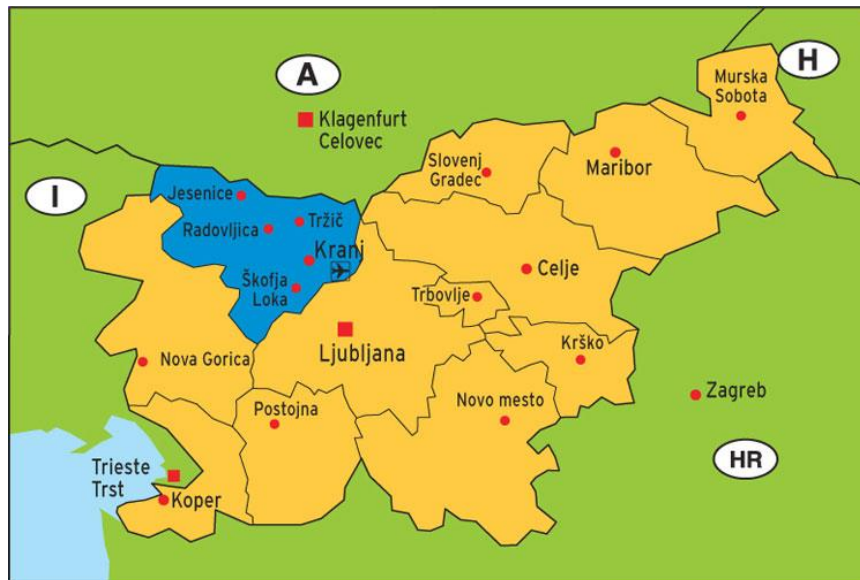 A
H
I
HR
Klagenfurt
Celovec
Murska
Sobota
Slovenj
Gradec
Maribor
Jesenice
Radovljica
Tržič
Kranj
Škofja
Loka
Celje
Trbovlje
Ljubljana
Krško
Nova Gorica
Postojna
Novo mesto
Zagreb
Trieste
Trst
Koper